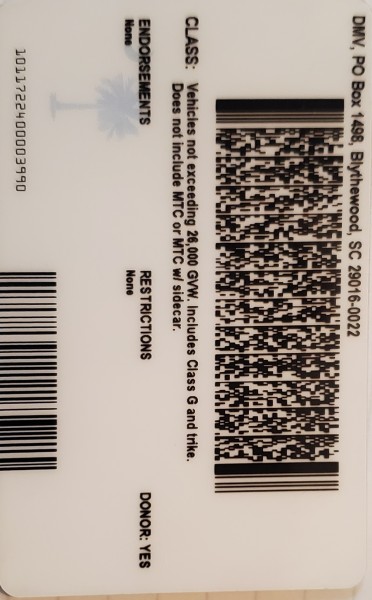 DMV, PO Box 1498, Blythewood, SC 29016-0022
CLASS: Vehicles not exceeding 26,000 GVW. Includes Class G and trike.
Does not include MTC or MTC w/ sidecar.
ENDORSEMENTS
None
RESTRICTIONS
None
DONOR: YES
1011722400003990